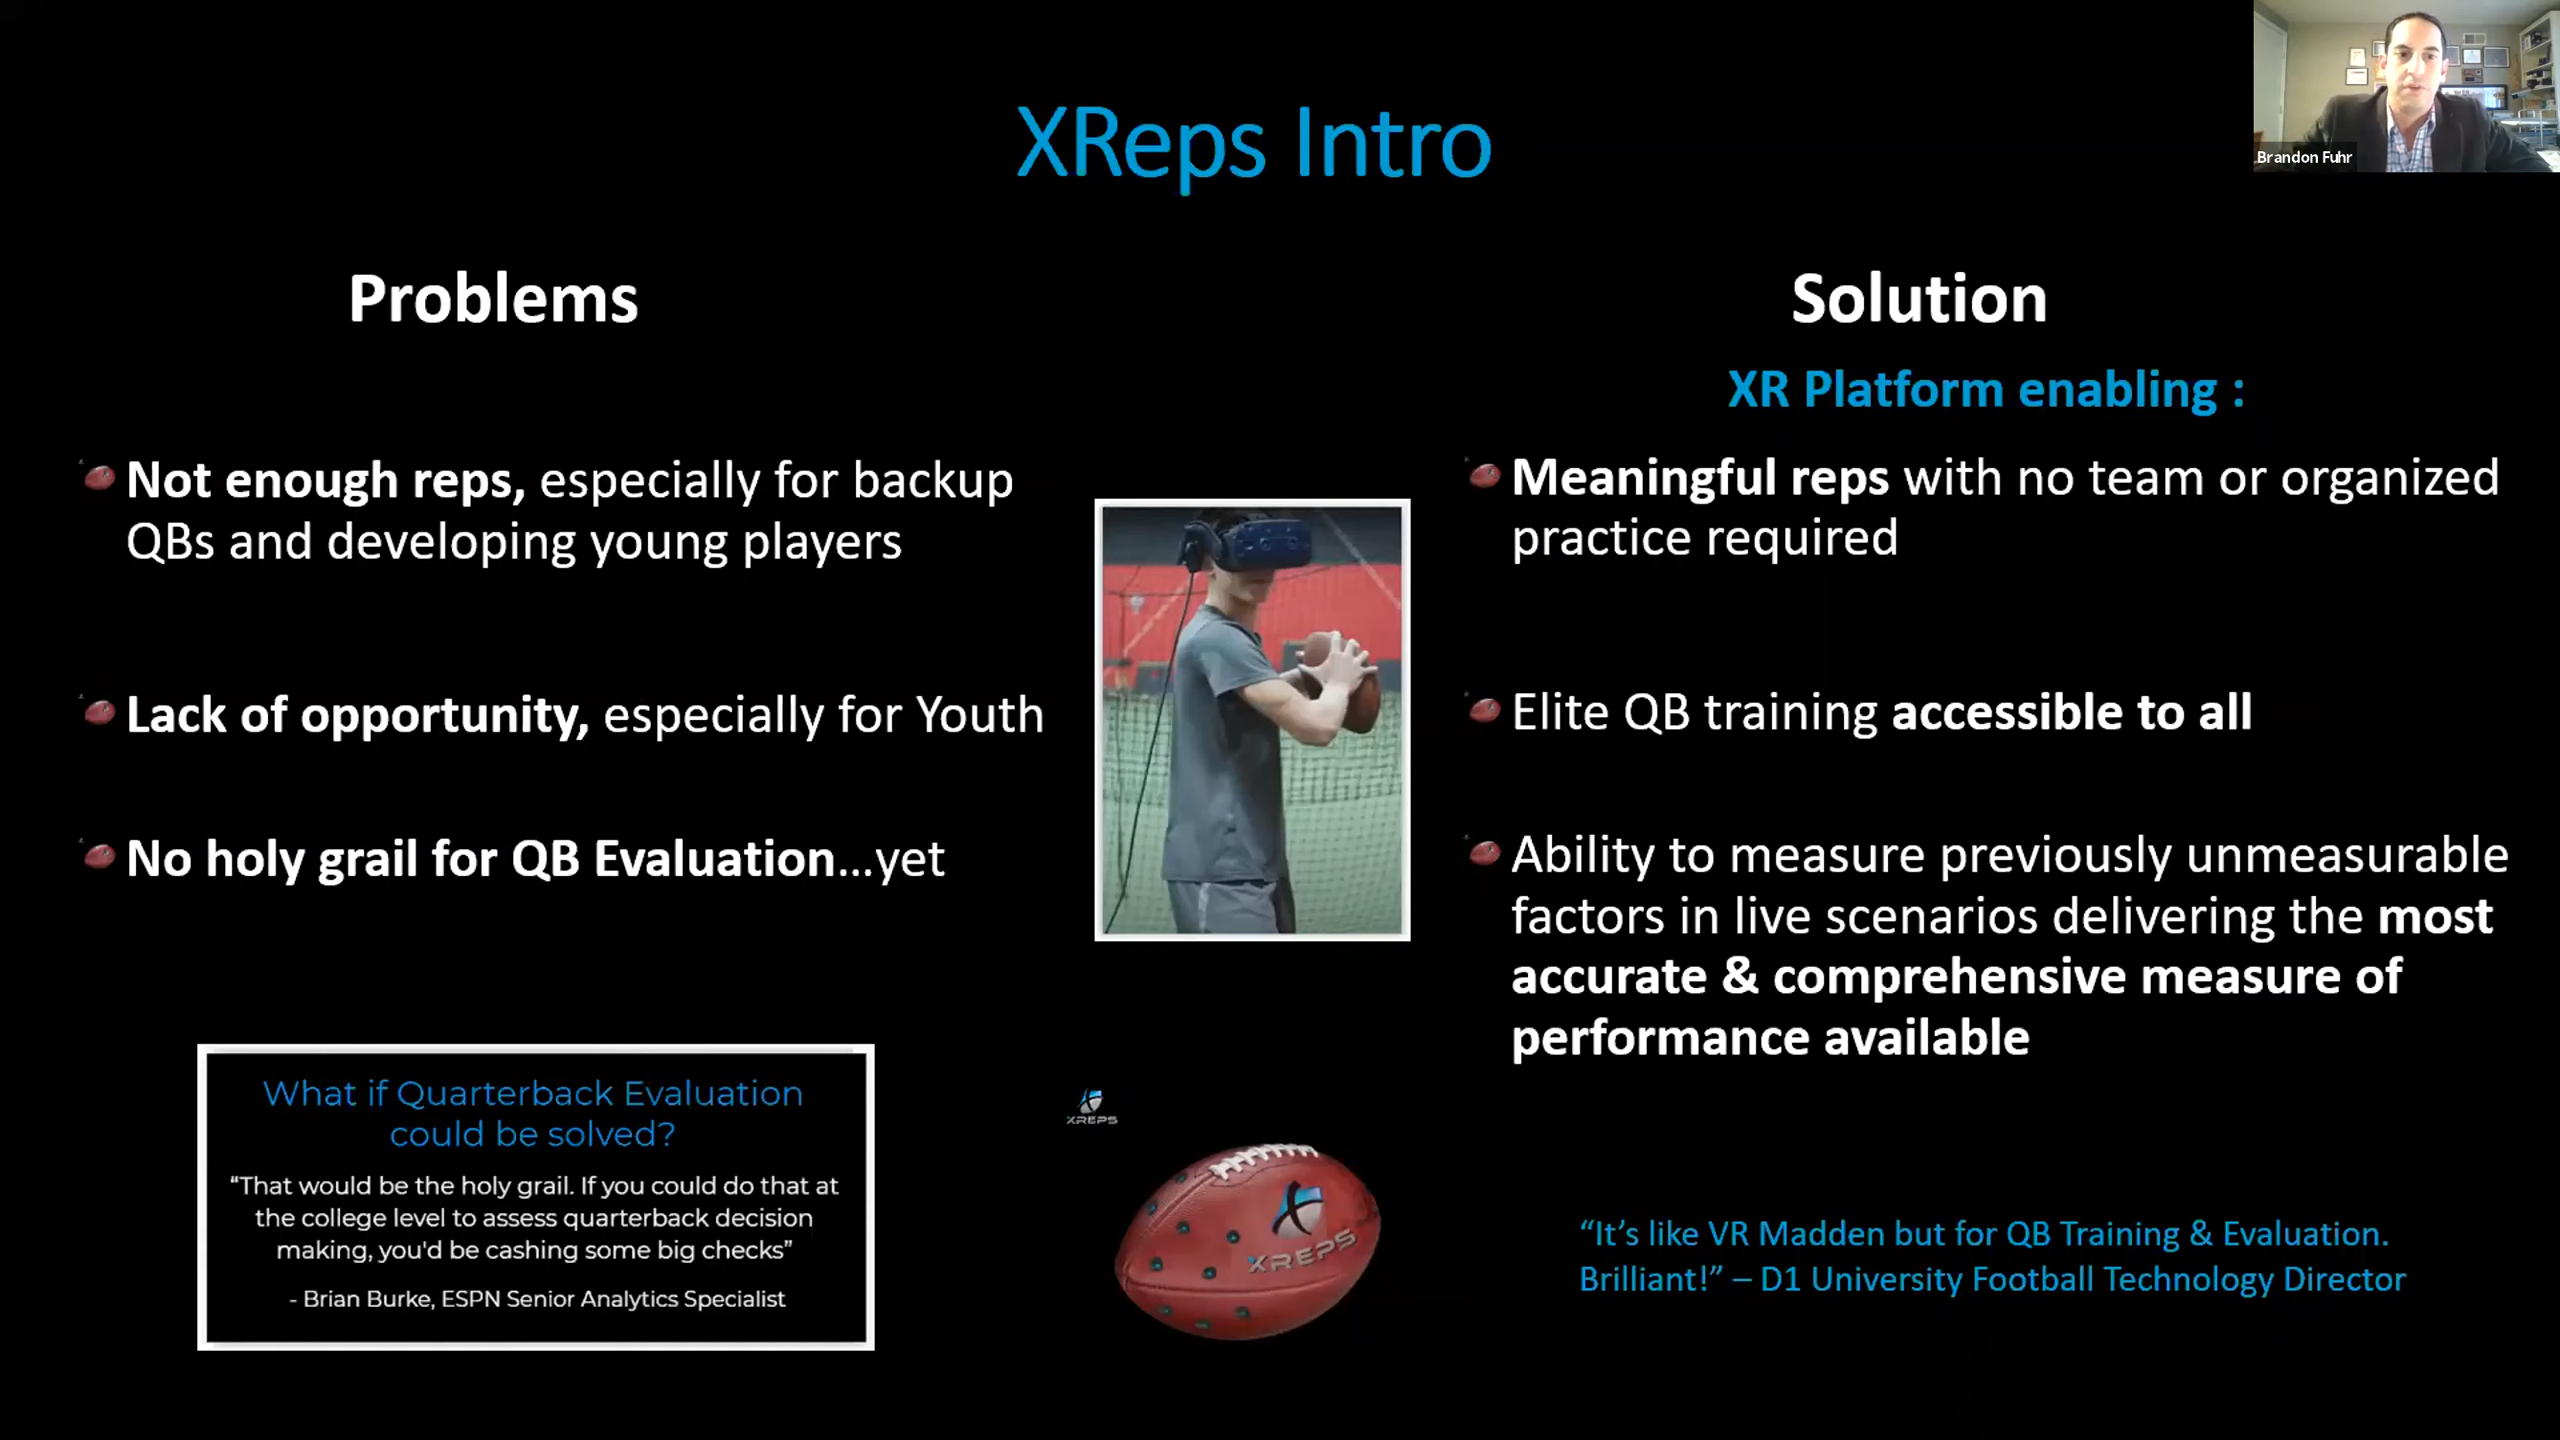 XReps Intro
Brandon Fuhr
Problems
Not enough reps, especially for backup
QBs and developing young players
Lack of opportunity, especially for Youth
No holy grail for QB Evaluation...yet
What if Quarterback Evaluation
could be solved?
“That would be the holy grail. If you could do that at
the college level to assess quarterback decision
making, you'd be cashing some big checks”
- Brian Burke, ESPN Senior Analytics Specialist
XREPS
XREPS
Solution
XR Platform enabling :
Meaningful reps with no team or organized
practice required
Elite QB training accessible to all
Ability to measure previously unmeasurable
factors in live scenarios delivering the most
accurate & comprehensive measure of
performance available
“It’s like VR Madden but for QB Training & Evaluation.
Brilliant!” – D1 University Football Technology Director